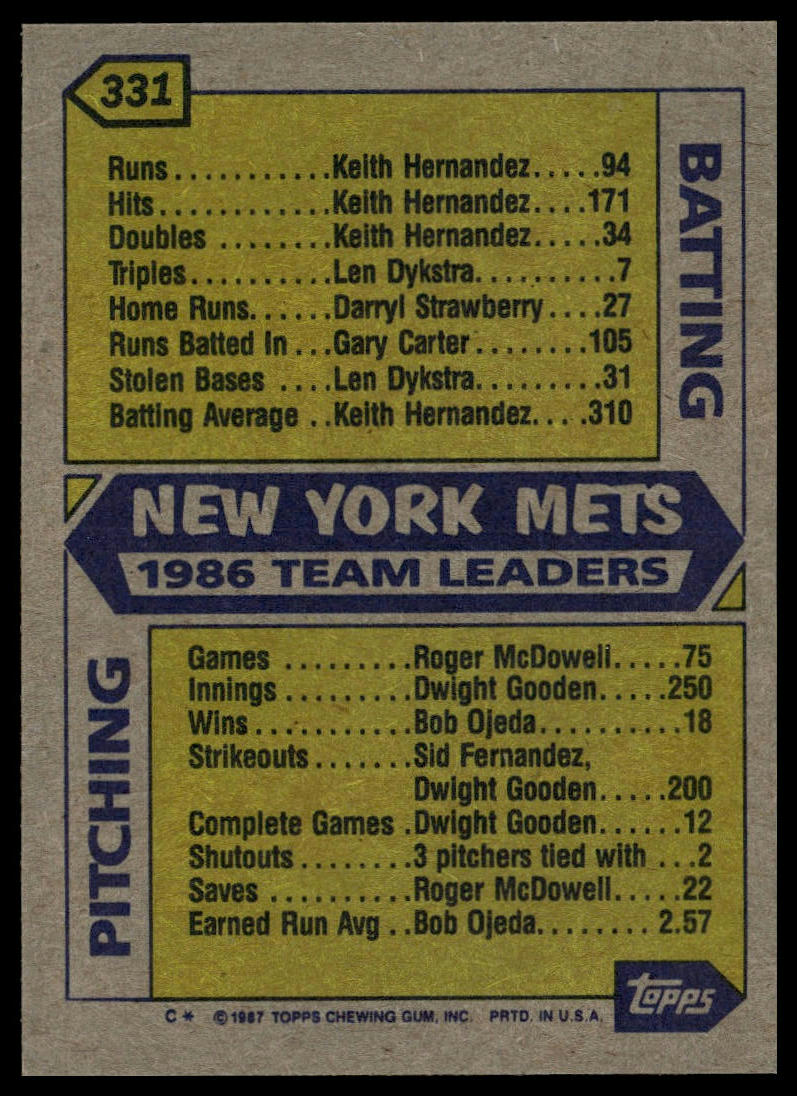 331
BATTING
Runs...........Keith Hernandez.....94
Hits............Keith Hernandez....171
Doubles ........Keith Hernandez.....34
Triples..........Len Dykstra..........7
Home Runs......Darryl Strawberry....27
Runs Batted In ...Gary Carter........105
Stolen Bases ....Len Dykstra.........31
Batting Average ..Keith Hernandez....310
NEW YORK METS
1986 TEAM LEADERS
PITCHING
Games .........Roger McDowell.....75
Innings .........Dwight Gooden.....250
Wins...........Bob Ojeda..........18
Strikeouts.......Sid Fernandez,
Dwight Gooden.....200
Complete Games .Dwight Gooden......12
Shutouts ........3 pitchers tied with ...2
Saves ..........Roger McDowell.....22
Earned Run Avg ..Bob Ojeda........ 2.57
topps
C* ©1987 TOPPS CHEWING GUM, INC. PRTD. IN U.S.A.